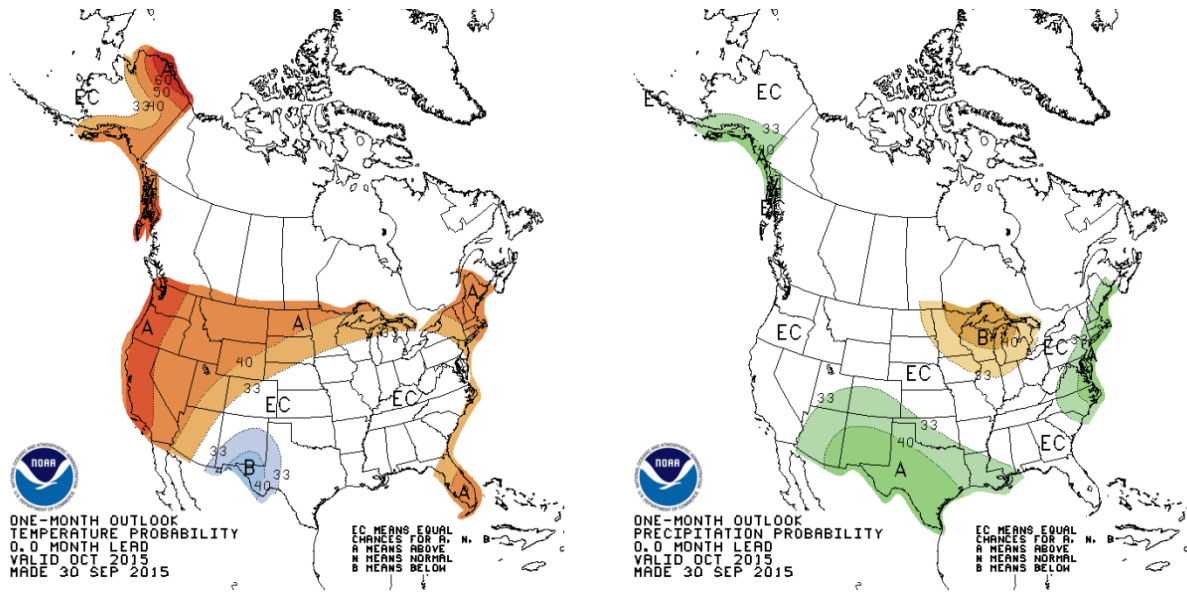 A
60
EC
50
3340
A
A
A
40
33
EC
EC
33
B
33
40
A
NOAA
ONE-MONTH OUTLOOK
TEMPERATURE PROBABILITY
0.0 MONTH LEAD
VALID OCT 2015
MADE 30 SEP 2015
EC MEANS EQUAL
CHANCES FOR A, N, B
A MEANS ABOVE
N MEANS NORMAL
B MEANS BELOW
EC
EC
33
40
A
EC
B
40
33
EC
A
EC
33
33
33
40
EC
A
NOAA
ONE-MONTH OUTLOOK
PRECIPITATION PROBABILITY
0.0 MONTH LEAD
VALID OCT 2015
MADE 30 SEP 2015
EC MEANS EQUAL
CHANCES FOR A, N, B
A MEANS ABOVE
N MEANS NORMAL
B MEANS BELOW